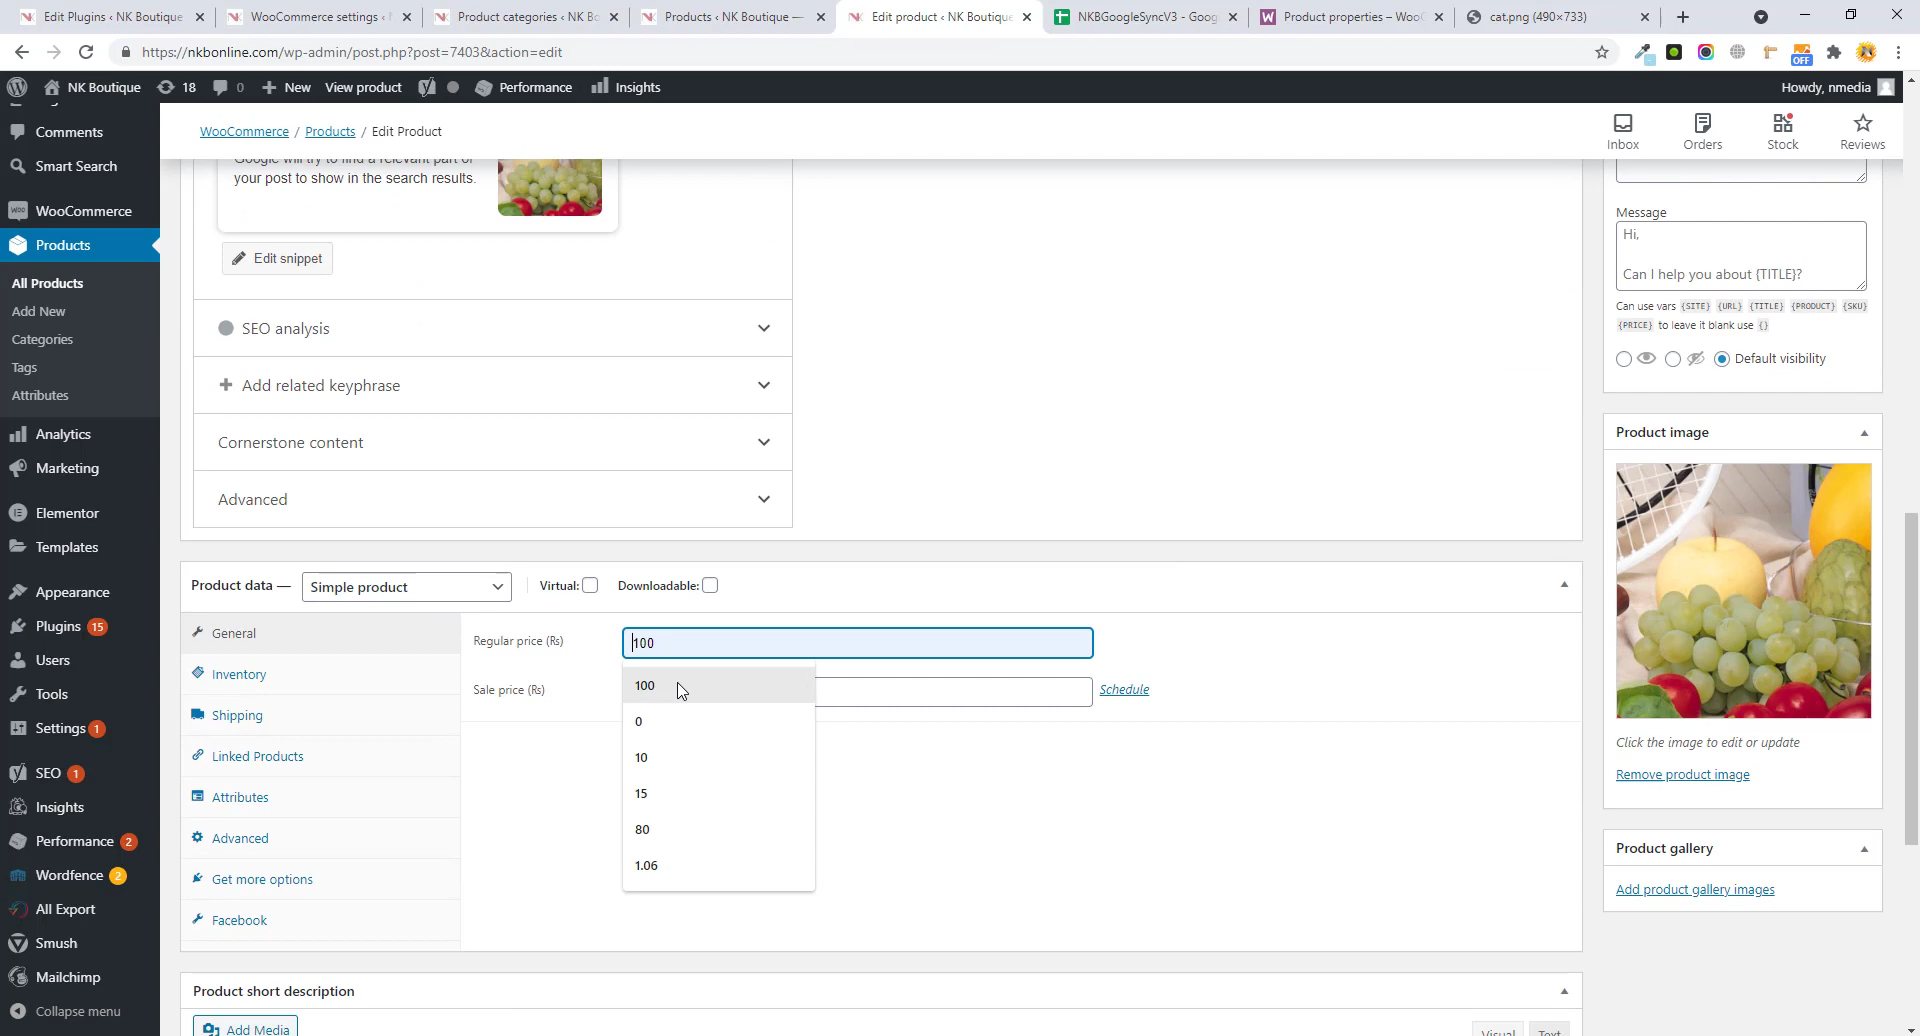 Edit Plugins ‹ NK Boutique
WooCommerce settings ‹
Product categories ‹ NK Bo
Products ‹ NK Boutique —
Edit product ‹ NK Boutique
NKBGoogleSyncV3 - Goog
Product properties – Woo
cat.png (490×733)
https://nkbonline.com/wp-admin/post.php?post=7403&action=edit
OFF
NK Boutique
18
0
New
View product
Performance
Insights
Howdy, nmedia
Comments
Smart Search
WooCommerce
Products
All Products
Add New
Categories
Tags
Attributes
Analytics
Marketing
Elementor
Templates
Appearance
Plugins 15
Users
Tools
Settings 1
SEO 1
Insights
Performance 2
Wordfence 2
All Export
Smush
Mailchimp
Collapse menu
WooCommerce / Products / Edit Product
Inbox
Orders
Stock
Reviews
Google will try to find a relevant part of
your post to show in the search results.
Edit snippet
SEO analysis
Add related keyphrase
Cornerstone content
Advanced
Product data —
Simple product
Virtual:
Downloadable:
General
Inventory
Shipping
Linked Products
Attributes
Advanced
Get more options
Facebook
Regular price (Rs)
100
Sale price (Rs)
Schedule
100
0
10
15
80
1.06
Product short description
Add Media
Visual
Text
Message
Hi,
Can I help you about {TITLE}?
Can use vars {SITE} {URL} {TITLE} {PRODUCT} {SKU}
{PRICE} to leave it blank use {}
Default visibility
Product image
Click the image to edit or update
Remove product image
Product gallery
Add product gallery images